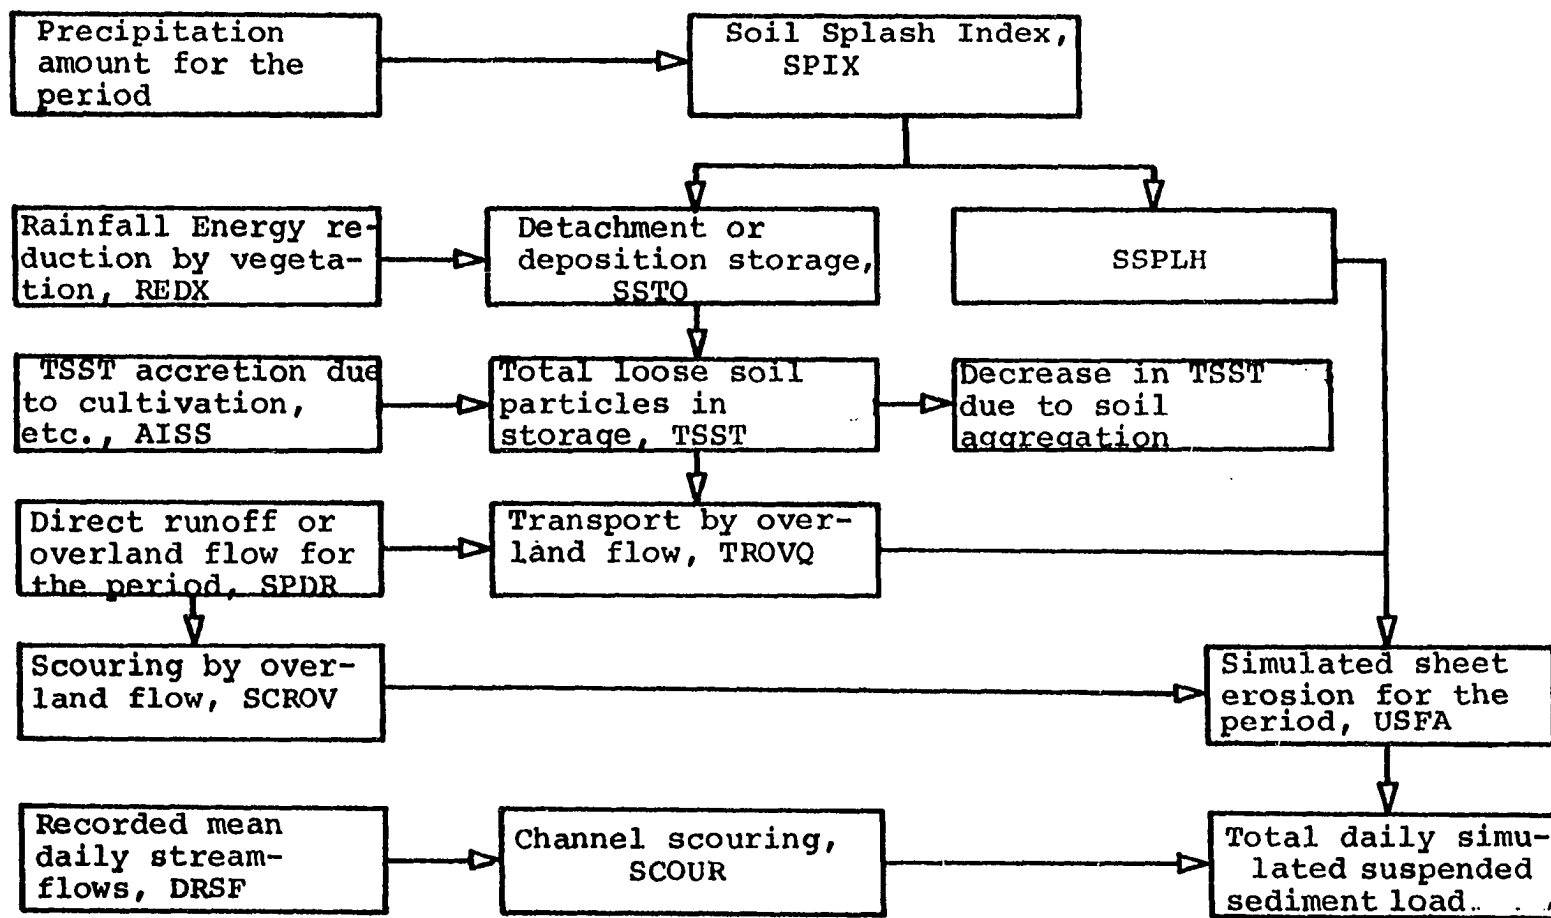 Precipitation
amount for the
period
Soil Splash Index,
SPIX
Rainfall Energy re-
duction by vegeta-
tion, REDX
Detachment or
deposition storage,
SSTO
SSPLH
TSST accretion due
to cultivation,
etc., AISS
Total loose soil
particles in
storage, TSST
Decrease in TSST
due to soil
aggregation
Direct runoff or
overland flow for
the period, SPDR
Transport by over-
land flow, TROVQ
Scouring by over-
land flow, SCROV
Simulated sheet
erosion for the
period, USFA
Recorded mean
daily stream-
flows, DRSF
Channel scouring,
SCOUR
Total daily simu-
lated suspended
sediment load